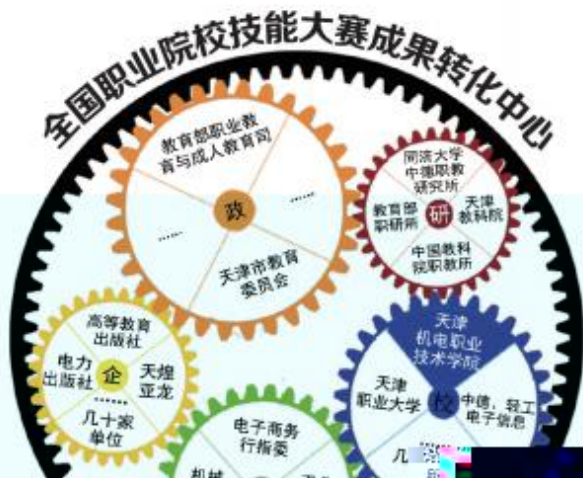 全国职业院校技能大赛成果转化中心
教育部职业教
育与成人教育司
......
......
政
天津市教育
委员会
同济大学
中德职教
研究所
教育部
职研所
研
天津
教科院
中国教科
院职教所
高等教育
出版社
电力
出版社
企
天煌
亚龙
......
几十家
单位
天津
机电职业
技术学院
天津
职业大学
校
中德，轻工
电子信息
......
几
电子商务
行指委
机械